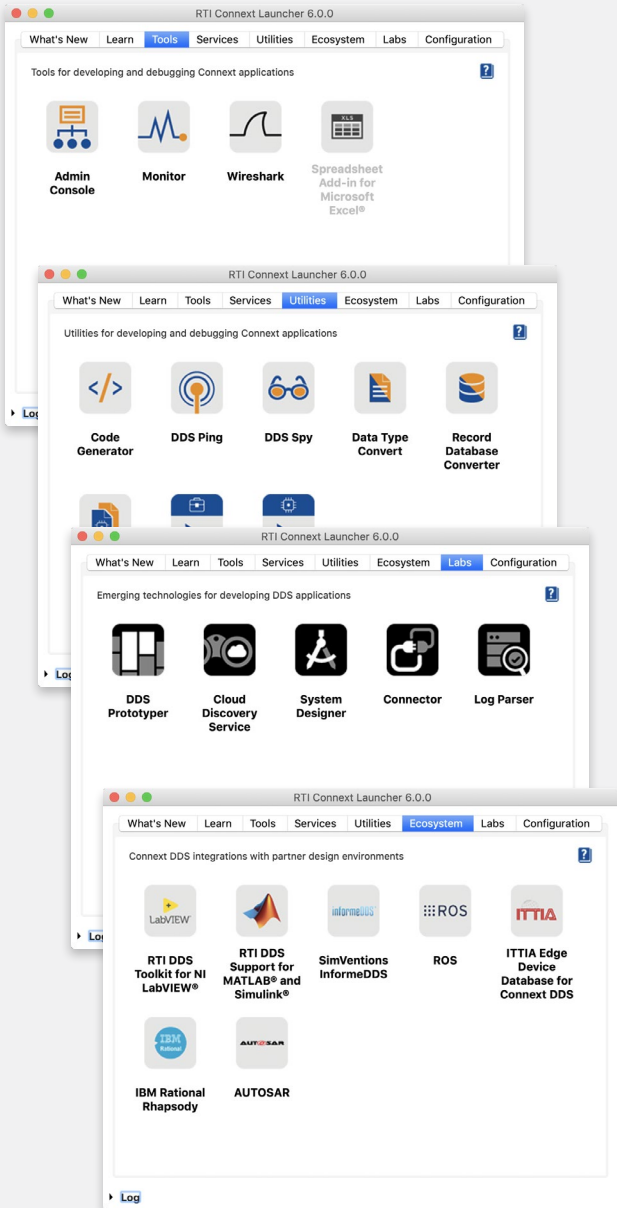 RTI Connext Launcher 6.0.0
What's New Learn Tools Services Utilities Ecosystem Labs Configuration
Tools for developing and debugging Connext applications
?
XLS
Admin
Console
Monitor
Wireshark
Spreadsheet
Add-in for
Microsoft
Excel®
Log
RTI Connext Launcher 6.0.0
What's New Learn Tools Services Utilities Ecosystem Labs Configuration
Utilities for developing and debugging Connext applications
?
</>
Code
Generator
DDS Ping
DDS Spy
Data Type
Convert
Record
Database
Converter
Log
RTI Connext Launcher 6.0.0
What's New Learn Tools Services Utilities Ecosystem Labs Configuration
Emerging technologies for developing DDS applications
?
DDS
Prototyper
Cloud
Discovery
Service
System
Designer
Connector
Log Parser
Log
RTI Connext Launcher 6.0.0
What's New Learn Tools Services Utilities Ecosystem Labs Configuration
Connext DDS integrations with partner design environments
?
LabVIEW
informeDDS
ROS
ITTIA
RTI DDS
Toolkit for NI
LabVIEW®
RTI DDS
Support for
MATLAB® and
Simulink®
SimVentions
InformeDDS
ROS
ITTIA Edge
Device
Database for
Connext DDS
IBM
Rational
AUTOSAR
IBM Rational
Rhapsody
AUTOSAR
Log